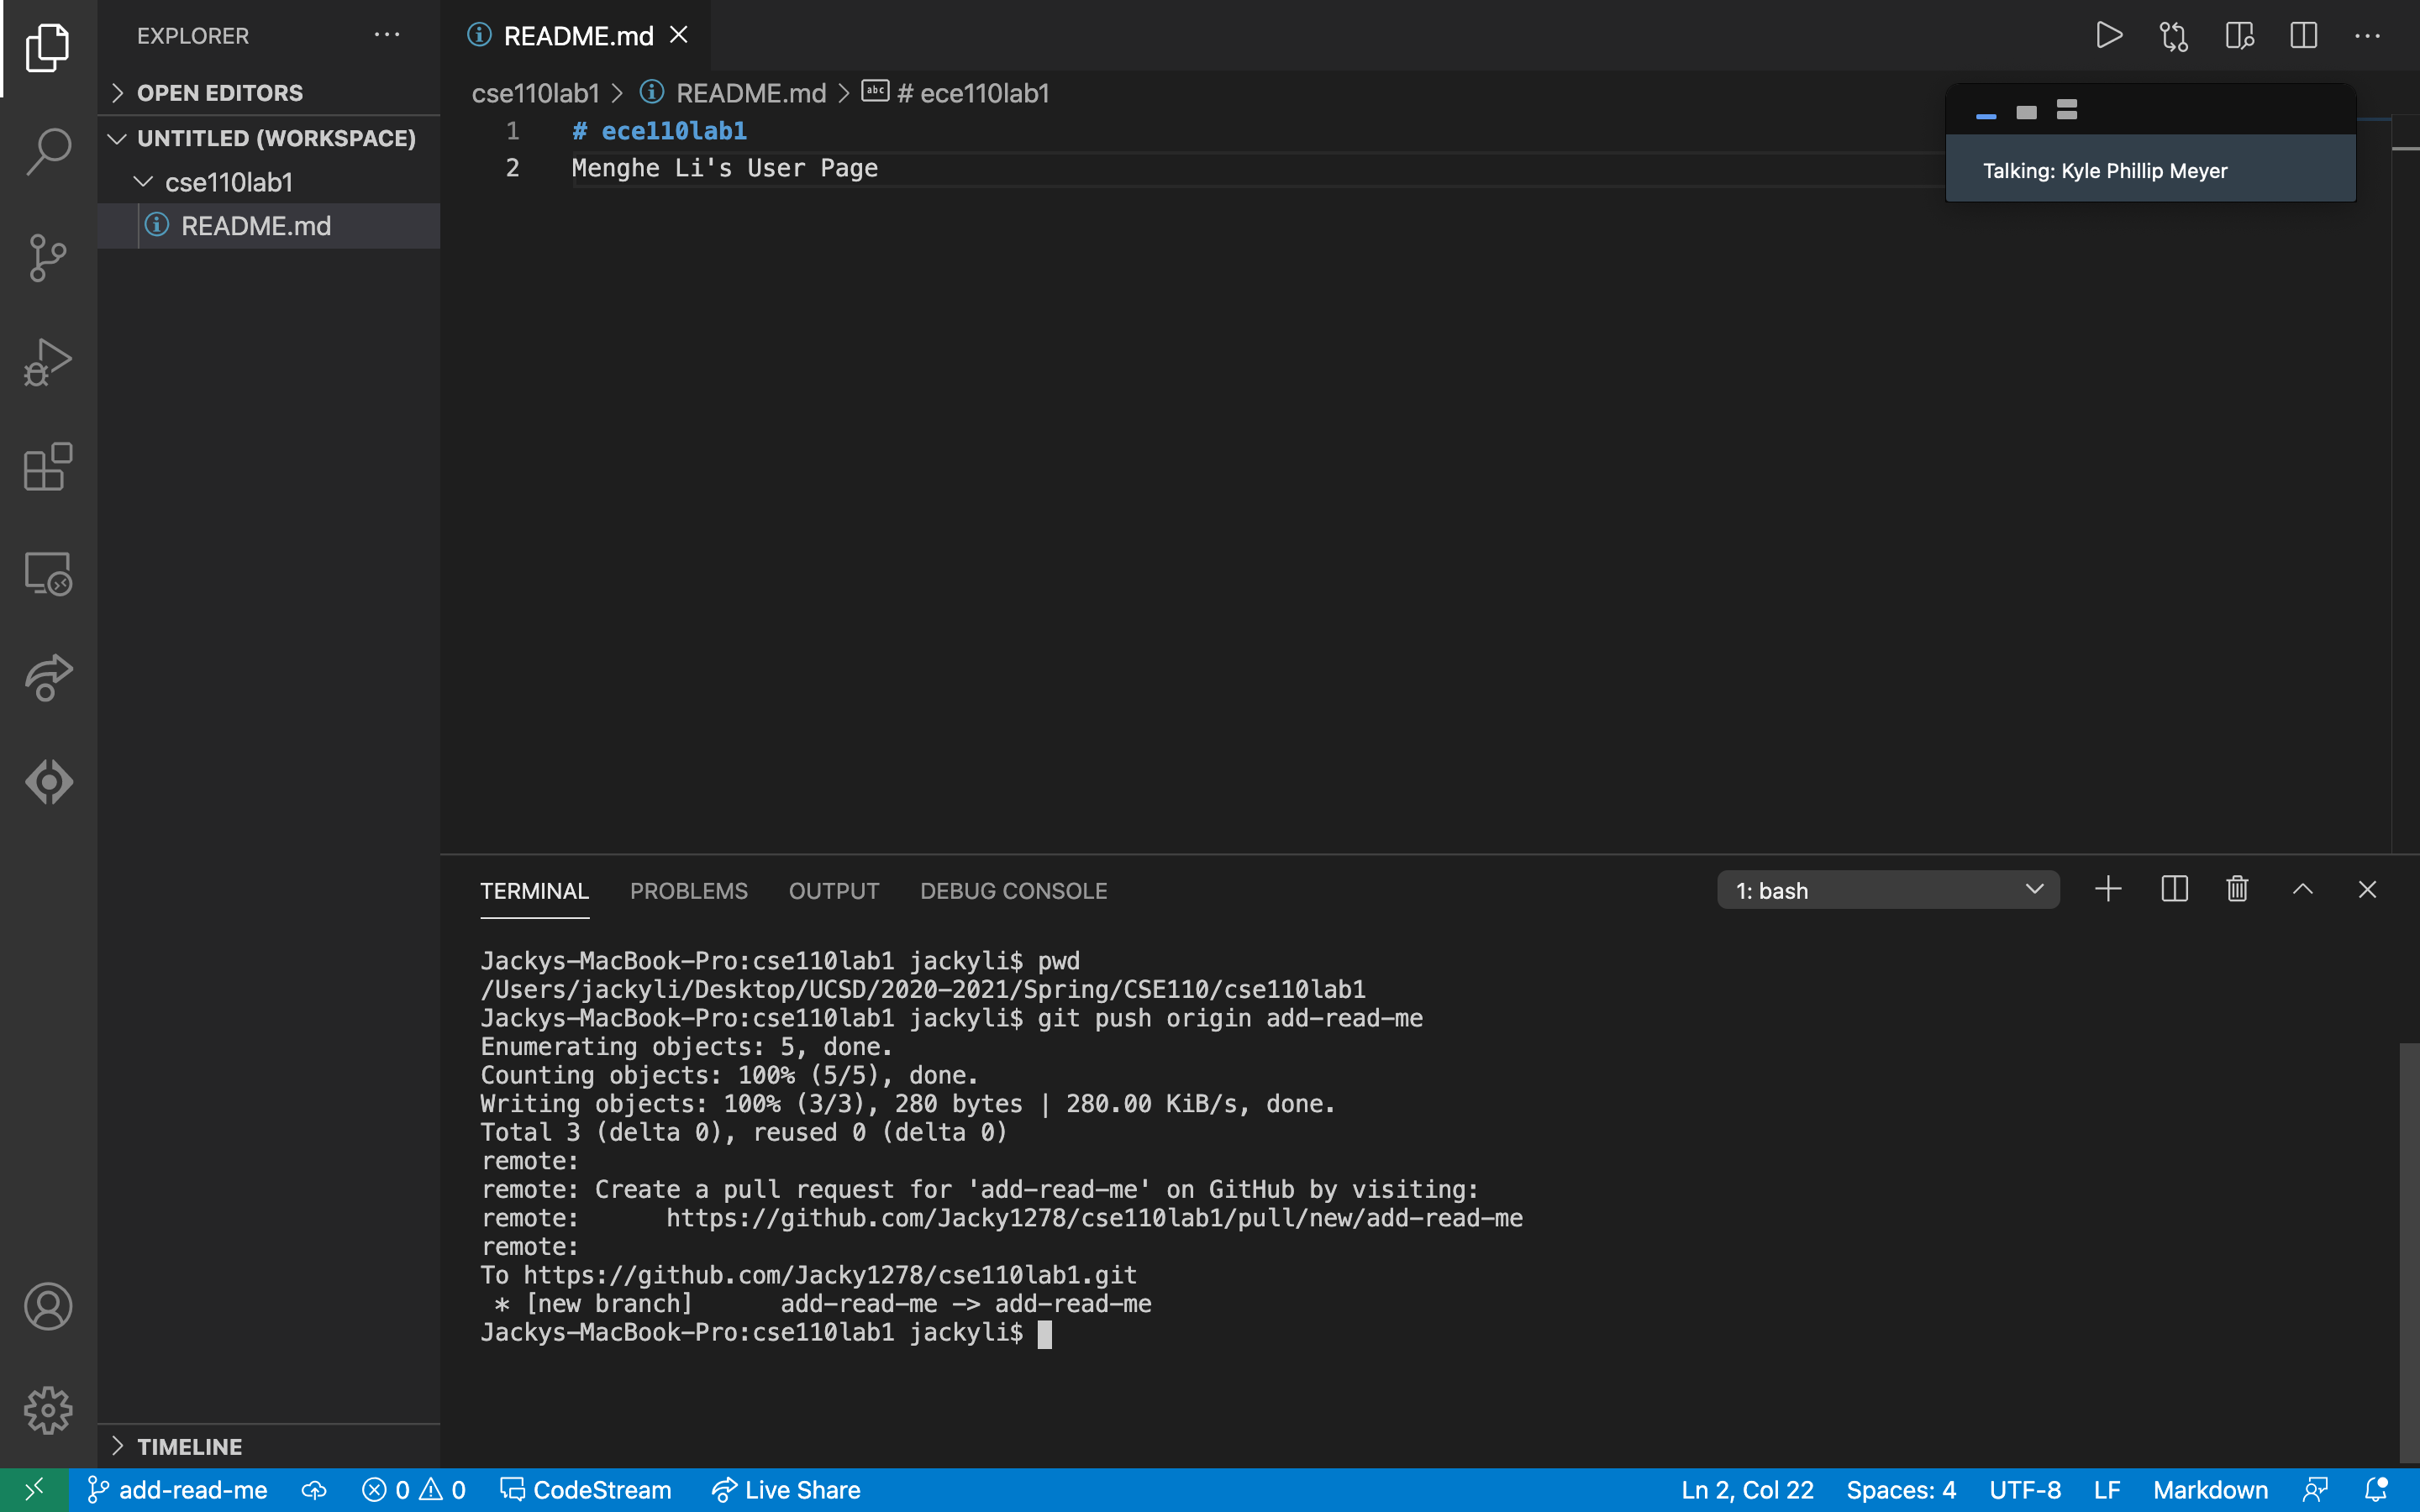 EXPLORER
OPEN EDITORS
UNTITLED (WORKSPACE)
cse110lab1
README.md
TIMELINE
README.md
cse110lab1 > README.md > abc # ece110lab1
1 # ece110lab1
2 Menghe Li's User Page
Talking: Kyle Phillip Meyer
TERMINAL PROBLEMS OUTPUT DEBUG CONSOLE
1: bash
Jackys-MacBook-Pro:cse110lab1 jackyli$ pwd
/Users/jackyli/Desktop/UCSD/2020-2021/Spring/CSE110/cse110lab1
Jackys-MacBook-Pro:cse110lab1 jackyli$ git push origin add-read-me
Enumerating objects: 5, done.
Counting objects: 100% (5/5), done.
Writing objects: 100% (3/3), 280 bytes | 280.00 KiB/s, done.
Total 3 (delta 0), reused 0 (delta 0)
remote:
remote: Create a pull request for 'add-read-me' on GitHub by visiting:
remote:      https://github.com/Jacky1278/cse110lab1/pull/new/add-read-me
remote:
To https://github.com/Jacky1278/cse110lab1.git
 * [new branch]      add-read-me -> add-read-me
Jackys-MacBook-Pro:cse110lab1 jackyli$
add-read-me 0 0 CodeStream Live Share Ln 2, Col 22 Spaces: 4 UTF-8 LF Markdown